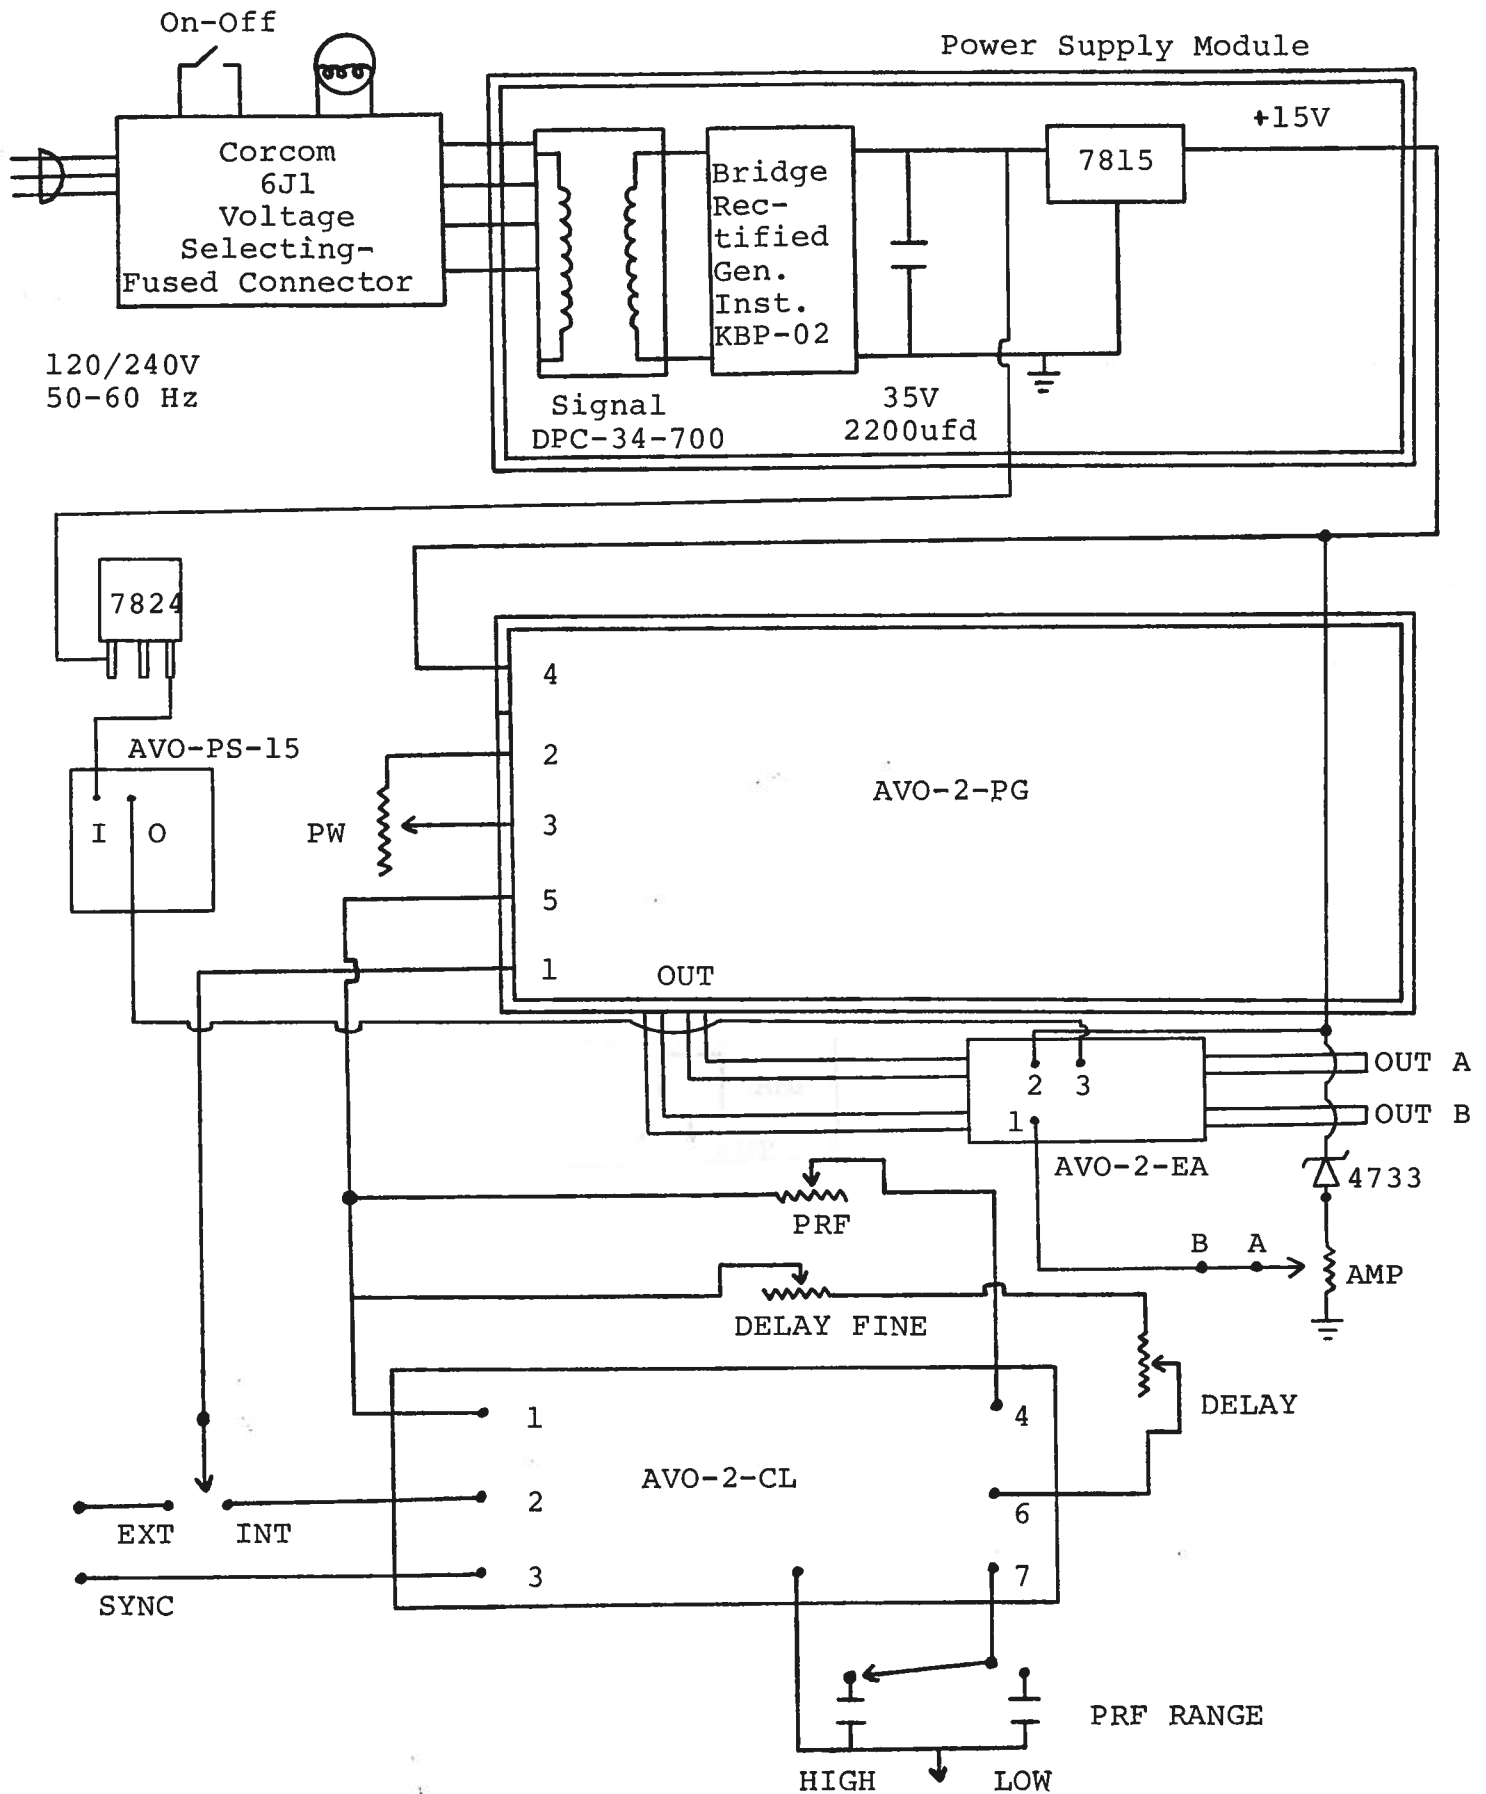 On-Off
Power Supply Module
+15V
Corcom
6J1
Voltage
Selecting-
Fused Connector
Bridge
Rec-
tified
Gen.
Inst.
KBP-02
7815
120/240V
50-60 Hz
Signal
DPC-34-700
35V
2200ufd
7824
4
AVO-PS-15
2
AVO-2-PG
I O
PW
3
5
1
OUT
OUT A
2 3
1
OUT B
AVO-2-EA
4733
PRF
B A
AMP
DELAY FINE
DELAY
1
4
AVO-2-CL
2
6
EXT INT
3
7
SYNC
PRF RANGE
HIGH LOW